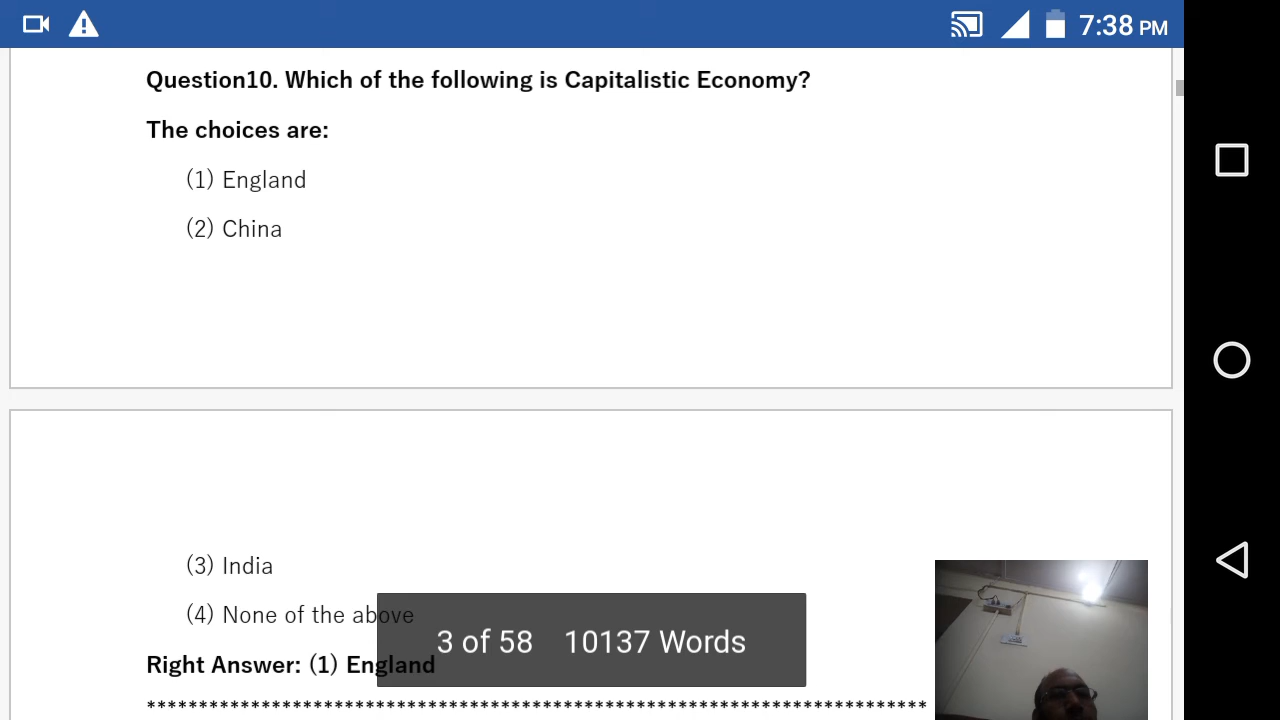 7:38 PM
Question10. Which of the following is Capitalistic Economy?
The choices are:
(1) England
(2) China
(3) India
(4) None of the above
3 of 58 10137 Words
Right Answer: (1) England
***************************************************************************